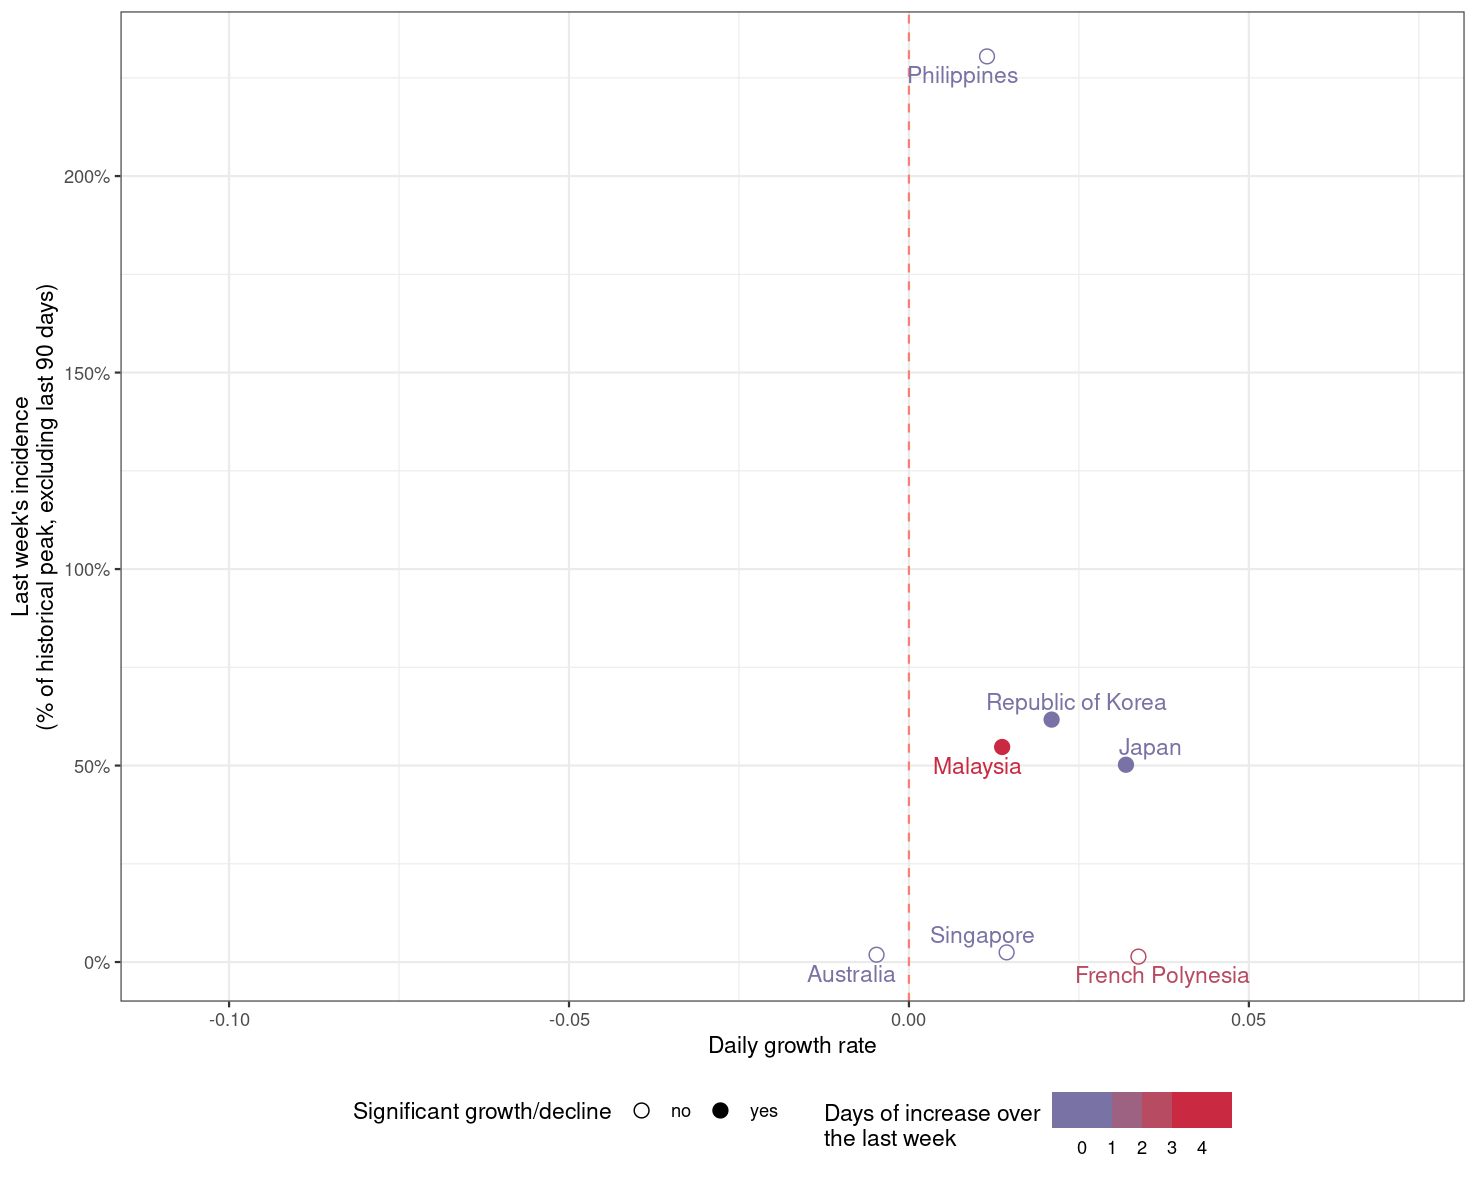 Philippines
200%
150%
100%
50%
0%
Last week's incidence
(% of historical peak, excluding last 90 days)
Republic of Korea
Japan
Malaysia
Singapore
Australia
French Polynesia
-0.10
-0.05
0.00
0.05
Daily growth rate
Significant growth/decline
no
yes
Days of increase over
the last week
0 1 2 3 4